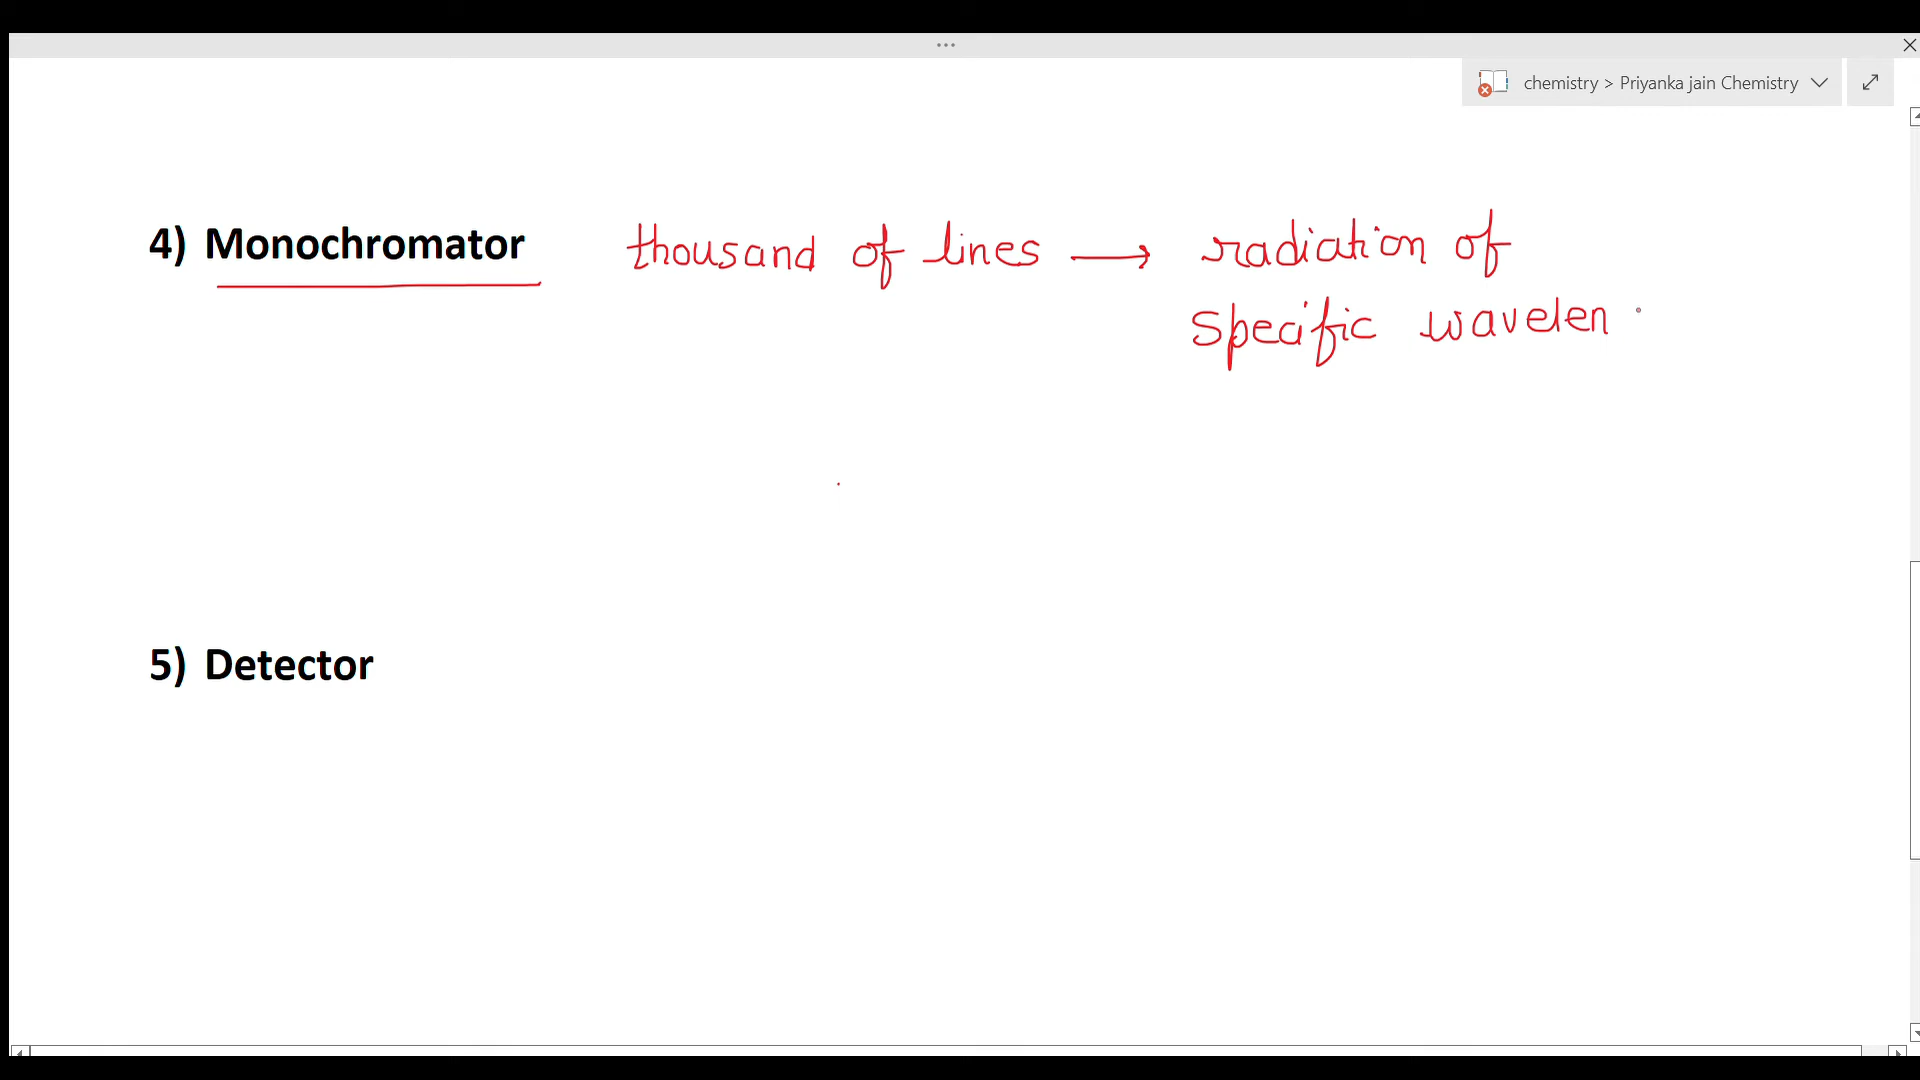 ...
chemistry > Priyanka jain Chemistry
4) Monochromator thousand of lines → radiation of
specific wavelen
5) Detector